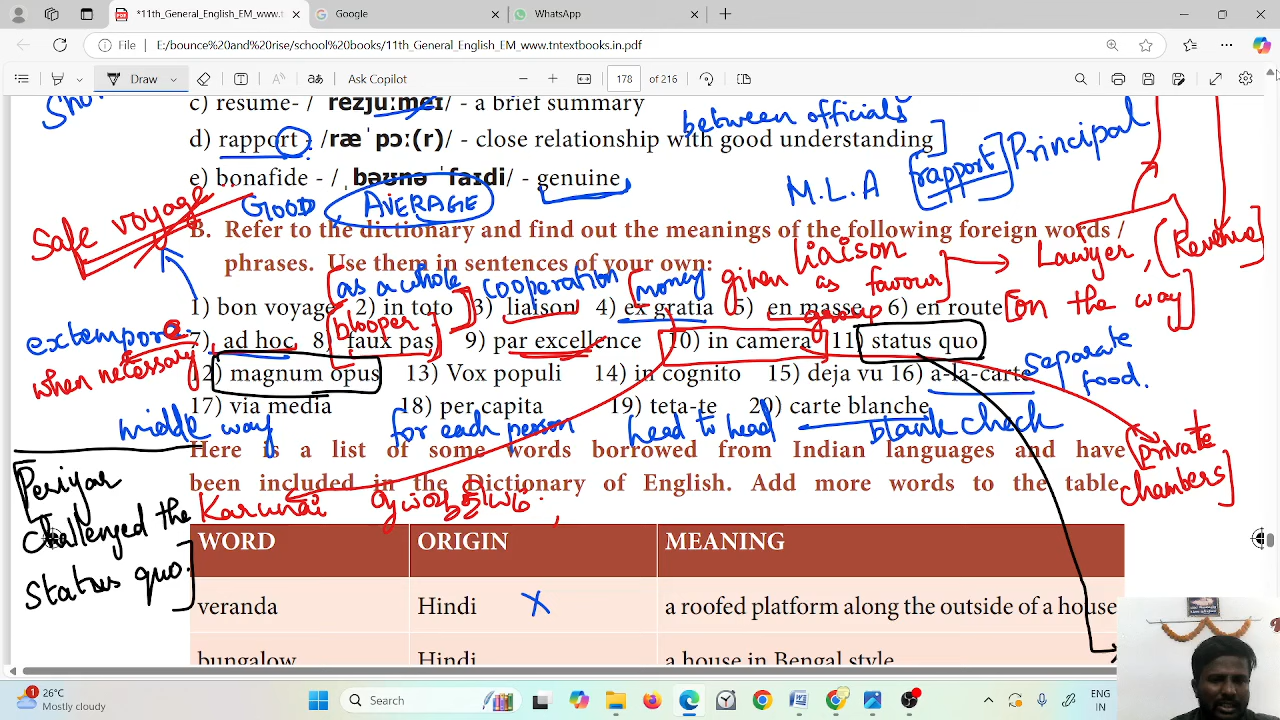 *11th_General_English_EM_www.t
Google
WhatsApp
File E:/bounce%20and%20rise/school%20books/11th_General_English_EM_www.tntextbooks.in.pdf
Draw
Ask Copilot
178 of 216
c) resume- / ˈrezjuːmeɪ/ - a brief summary
between officials
d) rapport - /ræˈpɔː(r)/ - close relationship with good understanding
rapport
Principal
e) bonafide - /ˌbəʊnəˈfaɪdi/ - genuine
M.L.A
Safe voyage
GOOD AVERAGE
B. Refer to the dictionary and find out the meanings of the following foreign words /
phrases. Use them in sentences of your own:
liaison
Lawyer, (Revenue)
as a whole
cooperation
[money
given as favour
1) bon voyage 2) in toto 3) liaison 4) ex gratia 5) en masse 6) en route
[on the way]
[blooper]
group
extempore
when necessary
7) ad hoc 8) faux pas 9) par excellence 10) in camera 11) status quo
separate food.
2) magnum opus 13) Vox populi 14) in cognito 15) deja vu 16) a-la-carte
17) via media 18) per capita 19) teta-te 20) carte blanche
middle way
for each person
head to head
blank check
[private chambers]
Here is a list of some words borrowed from Indian languages and have
been included in the Dictionary of English. Add more words to the table.
Karunai
Periyar
Challenged the
Status quo.
WORD ORIGIN MEANING
veranda Hindi X a roofed platform along the outside of a house
bungalow Hindi a house in Bengal style
1
26°C
Mostly cloudy
Search
ENG
IN